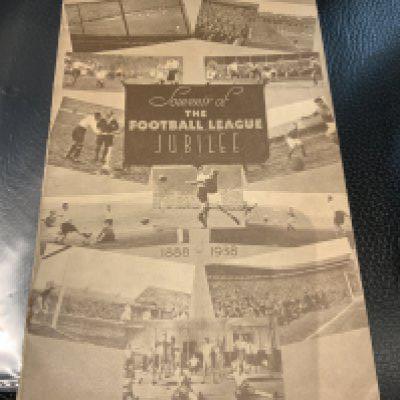 Souvenir of
THE
FOOTBALL LEAGUE
JUBILEE
1888 - 1938